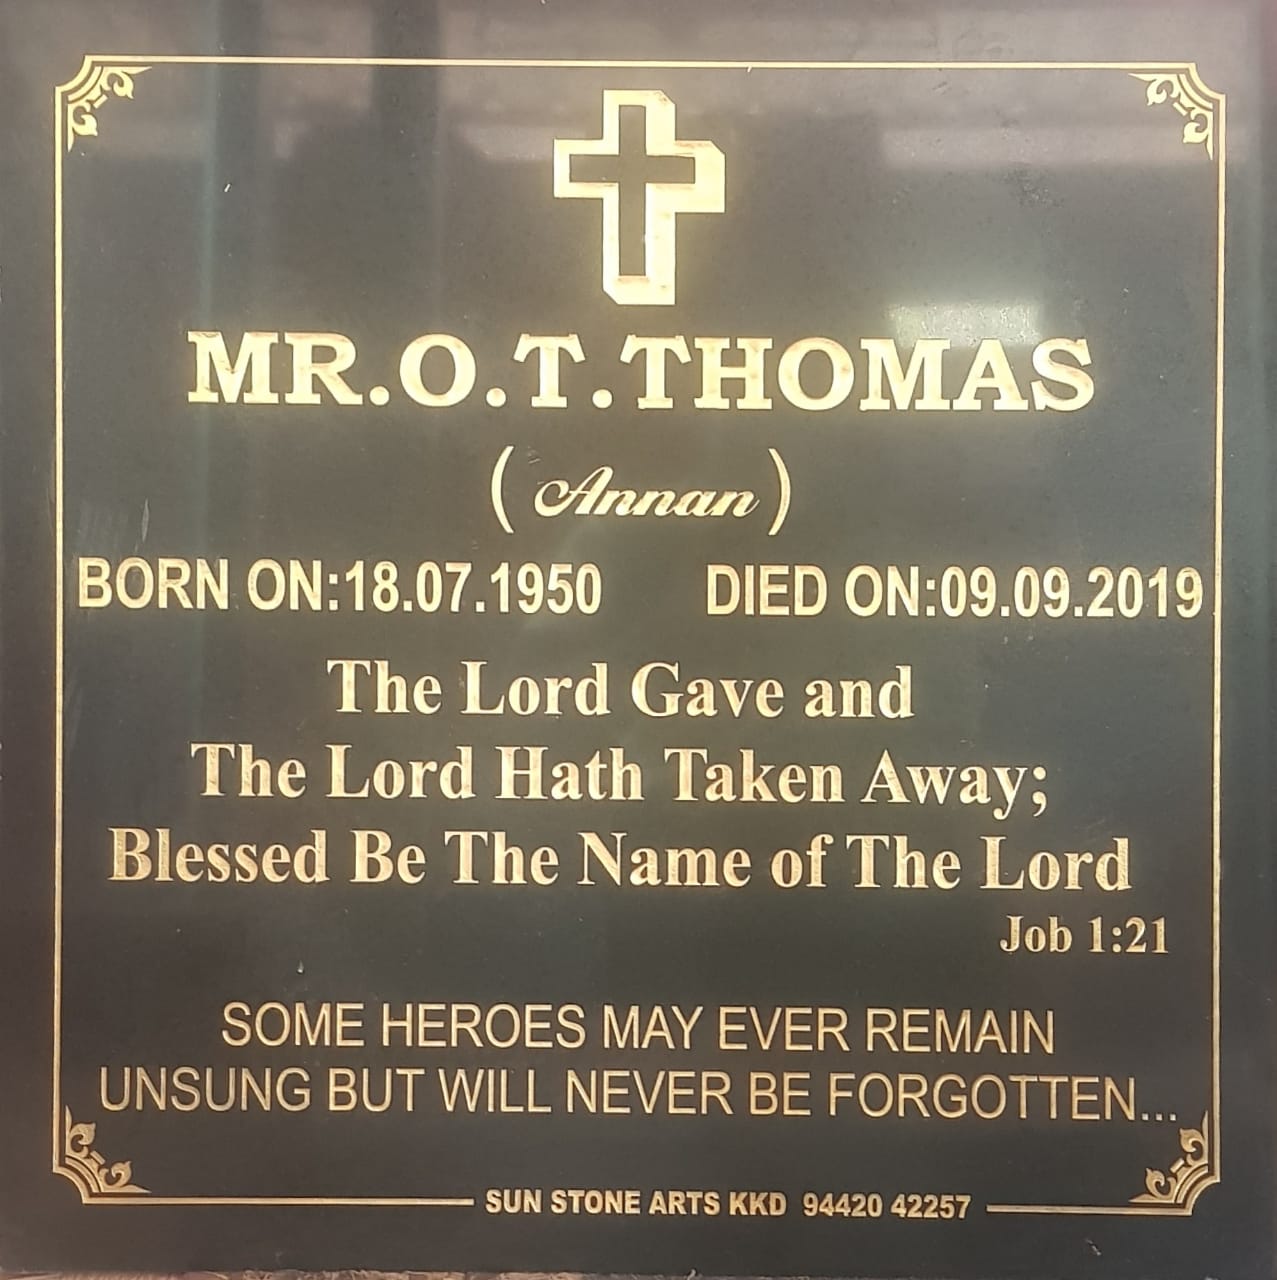 MR.O.T.THOMAS
(Annan)
BORN ON:18.07.1950 DIED ON:09.09.2019
The Lord Gave and
The Lord Hath Taken Away;
Blessed Be The Name of The Lord
Job 1:21
SOME HEROES MAY EVER REMAIN
UNSUNG BUT WILL NEVER BE FORGOTTEN...
SUN STONE ARTS KKD 94420 42257